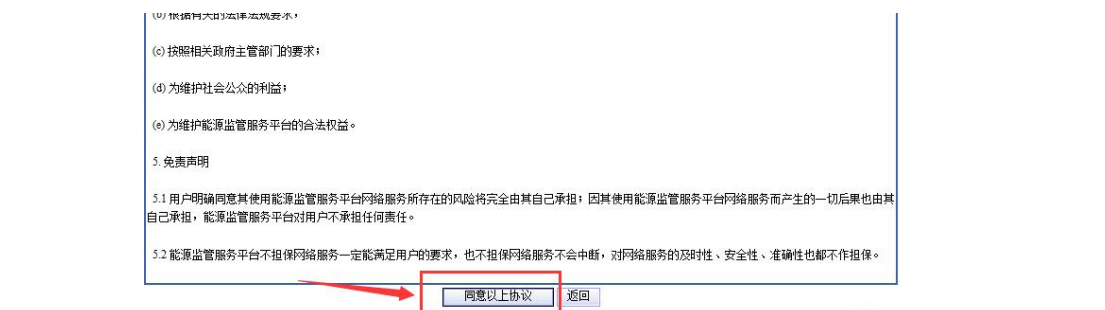 (b) 根据有关的法律法规要求；
(c) 按照相关政府主管部门的要求；
(d) 为维护社会公众的利益；
(e) 为维护能源监管服务平台的合法权益。
5. 免责声明
5.1 用户明确同意其使用能源监管服务平台网络服务所存在的风险将完全由其自己承担；因其使用能源监管服务平台网络服务而产生的一切后果也由其
自己承担，能源监管服务平台对用户不承担任何责任。
5.2 能源监管服务平台不担保网络服务一定能满足用户的要求，也不担保网络服务不会中断，对网络服务的及时性、安全性、准确性也都不作担保。
同意以上协议 返回